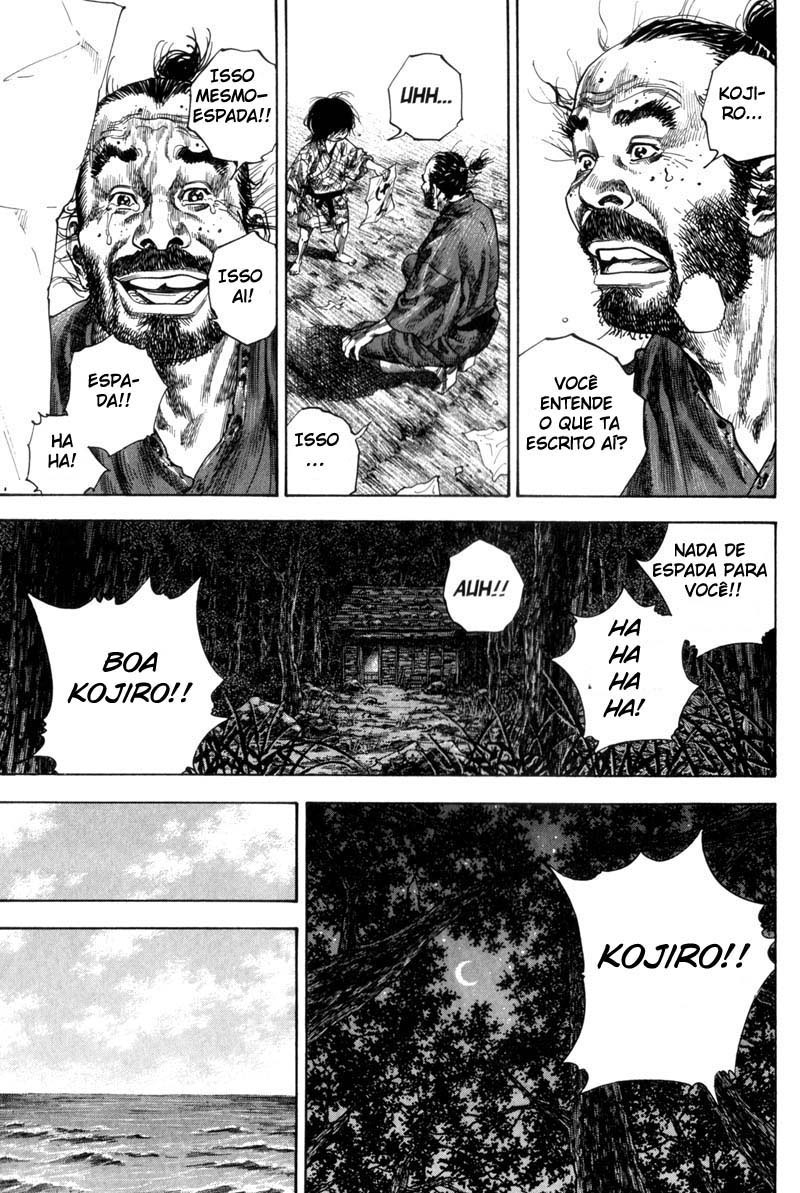 KOJI-
RO...
VOCÊ
ENTENDE
O QUE TA
ESCRITO AÍ?
UHH...
ISSO
...
ISSO
MESMO-
ESPADA!!
ISSO
AI!
ESPA-
DA!!
HA
HA!
NADA DE
ESPADA PARA
VOCÊ!!
HA
HA
HA
HA!
AUH!!
BOA
KOJIRO!!
KOJIRO!!